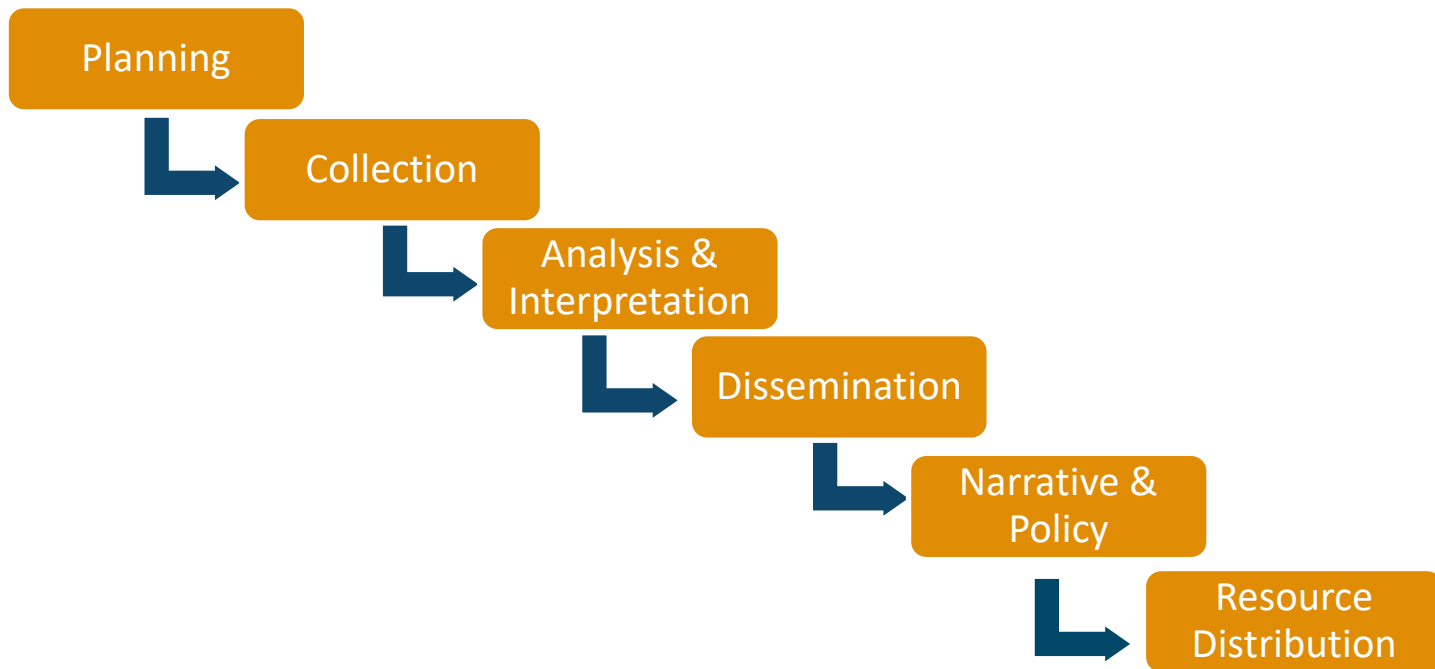 Planning
Collection
Analysis &
Interpretation
Dissemination
Narrative &
Policy
Resource
Distribution